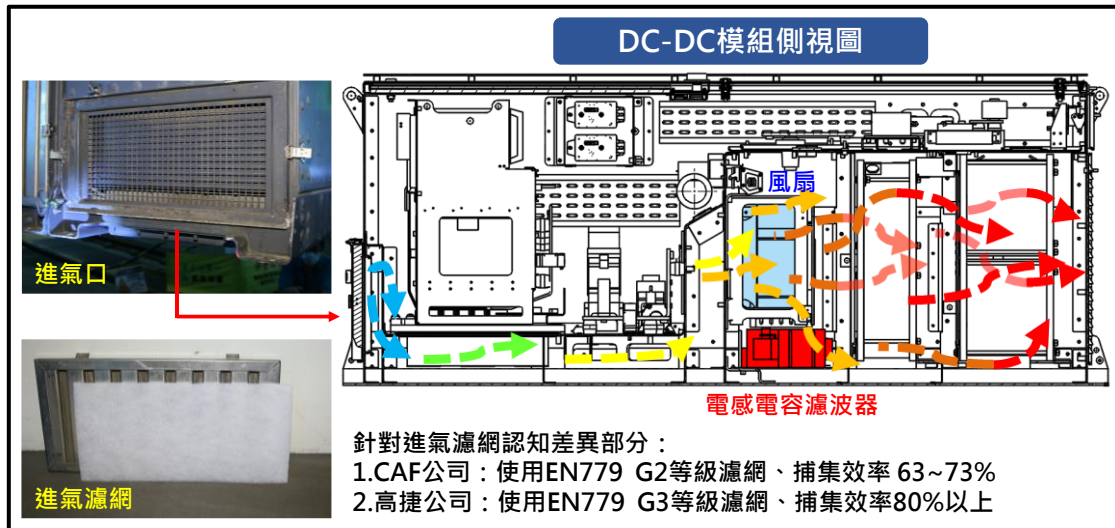 DC-DC模組側視圖
進氣口
風扇
電感電容濾波器
進氣濾網
針對進氣濾網認知差異部分：
1.CAF公司：使用EN779 G2等級濾網、捕集效率 63~73%
2.高捷公司：使用EN779 G3等級濾網、捕集效率80%以上